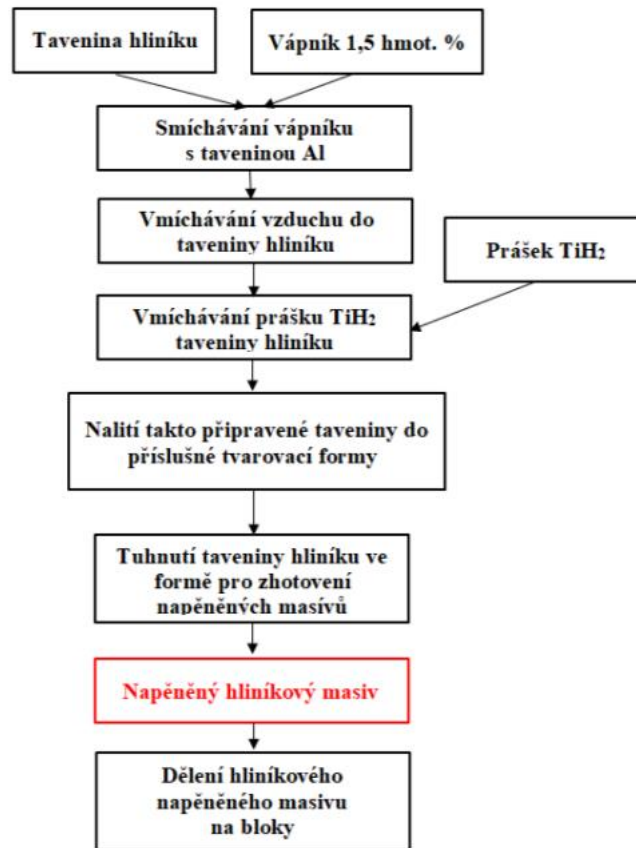 Tavenina hliníku
Vápník 1,5 hmot. %
Smíchávání vápníku
s taveninou Al
Vmíchávání vzduchu do
taveniny hliníku
Prášek TiH₂
Vmíchávání prášku TiH₂
taveniny hliníku
Nalití takto připravené taveniny do
příslušné tvarovací formy
Tuhnutí taveniny hliníku ve
formě pro zhotovení
napěněných masívů
Napěněný hliníkový masiv
Dělení hliníkového
napěněného masivu
na bloky